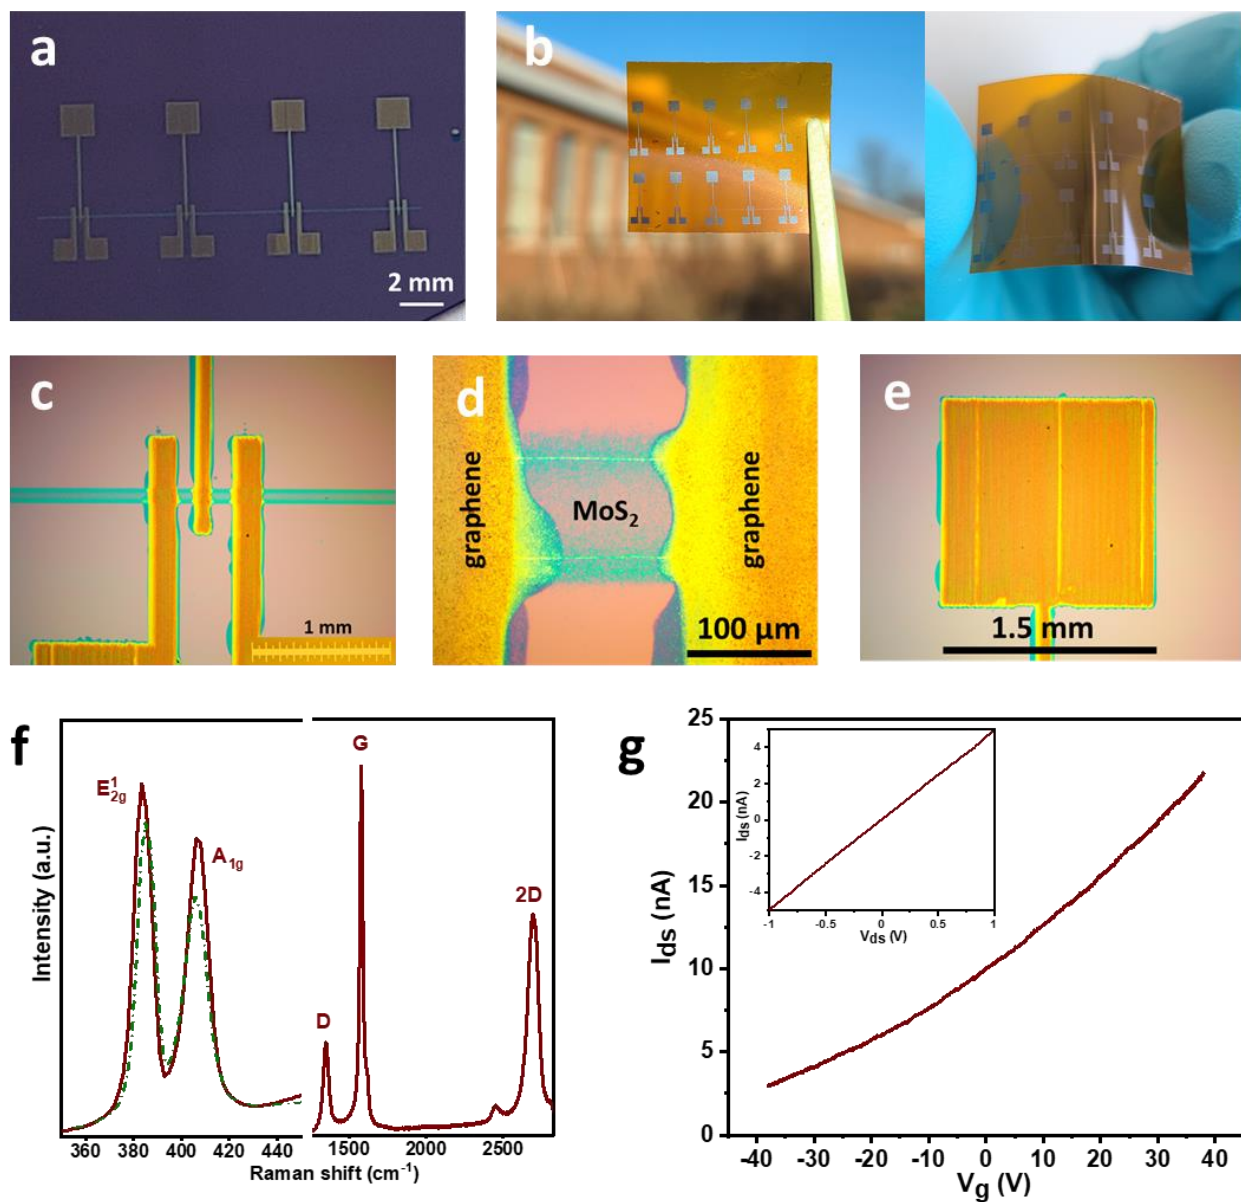 a
2 mm
b
c
1 mm
d
graphene
MoS₂
graphene
100 µm
e
1.5 mm
f
E¹₂g
A₁g
G
D
2D
Intensity (a.u.)
360 400 440 1500 2000 2500
Raman shift (cm⁻¹)
g
25
20
15
10
5
0
Ids (nA)
-40 -30 -20 -10 0 10 20 30 40
Vg (V)
4
2
0
-2
-4
Ids (nA)
-1 -0.5 0 0.5 1
Vds (V)